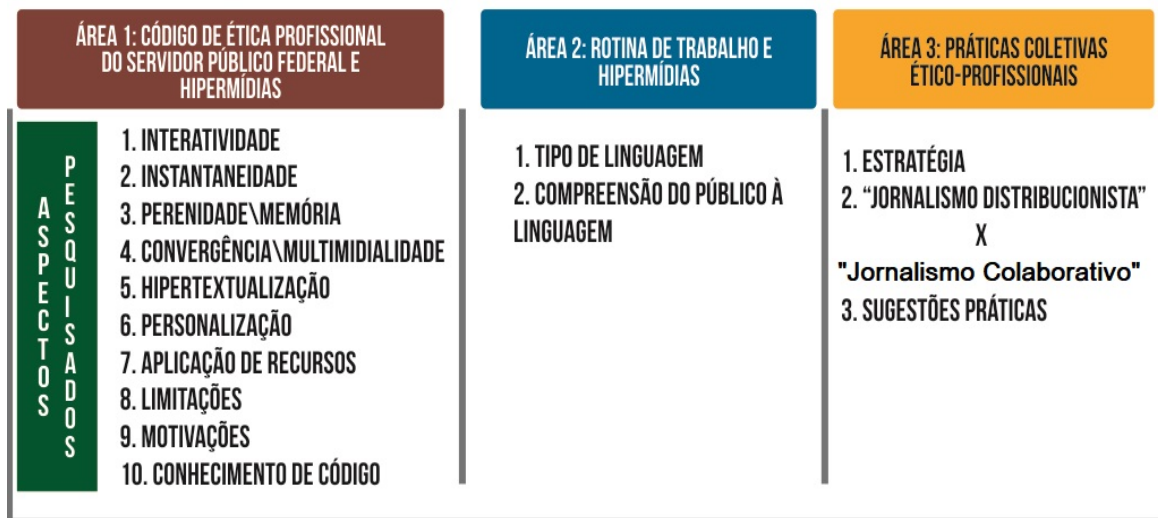 ÁREA 1: CÓDIGO DE ÉTICA PROFISSIONAL
DO SERVIDOR PÚBLICO FEDERAL E
HIPERMÍDIAS
ASPECTOS
PESQUISADOS
1. INTERATIVIDADE
2. INSTANTANEIDADE
3. PERENIDADE\MEMÓRIA
4. CONVERGÊNCIA\MULTIMIDIALIDADE
5. HIPERTEXTUALIZAÇÃO
6. PERSONALIZAÇÃO
7. APLICAÇÃO DE RECURSOS
8. LIMITAÇÕES
9. MOTIVAÇÕES
10. CONHECIMENTO DE CÓDIGO
ÁREA 2: ROTINA DE TRABALHO E
HIPERMÍDIAS
1. TIPO DE LINGUAGEM
2. COMPREENSÃO DO PÚBLICO À
LINGUAGEM
ÁREA 3: PRÁTICAS COLETIVAS
ÉTICO-PROFISSIONAIS
1. ESTRATÉGIA
2. “JORNALISMO DISTRIBUCIONISTA”
X
"Jornalismo Colaborativo"
3. SUGESTÕES PRÁTICAS